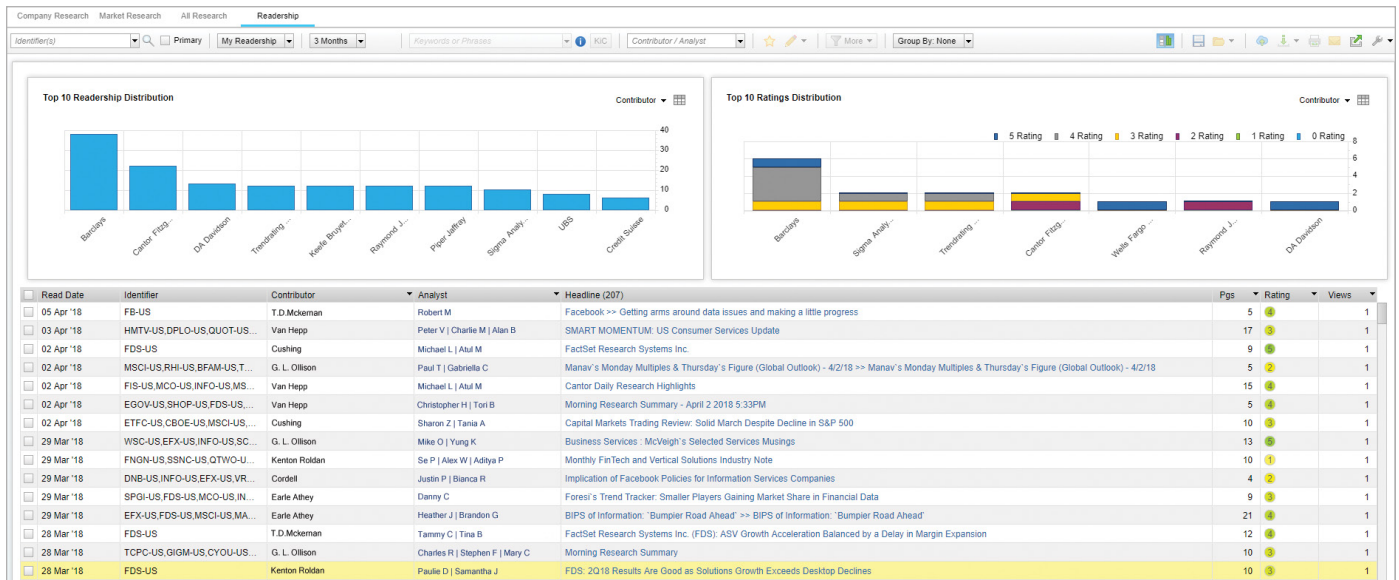 Company Research Market Research All Research Readership
Identifier(s) Primary My Readership 3 Months Keywords or Phrases KIC Contributor / Analyst More Group By: None
Top 10 Readership Distribution Contributor
40
30
20
10
0
Barclays Cantor Fitzg... DA Davidson Trendrating ... Keefe Bruyet... Raymond J... Piper Jaffray Sigma Analy... UBS Credit Suisse
Top 10 Ratings Distribution Contributor
5 Rating 4 Rating 3 Rating 2 Rating 1 Rating 0 Rating
8
6
4
2
0
Barclays Sigma Analy... Trendrating ... Cantor Fitzg... Wells Fargo ... Raymond J... DA Davidson
Read Date Identifier Contributor Analyst Headline (207) Pgs Rating Views
05 Apr '18 FB-US T.D.Mckernan Robert M Facebook >> Getting arms around data issues and making a little progress 5 4 1
03 Apr '18 HMTV-US,DPLO-US,QUOT-US... Van Hepp Peter V | Charlie M | Alan B SMART MOMENTUM: US Consumer Services Update 17 3 1
02 Apr '18 FDS-US Cushing Michael L | Atul M FactSet Research Systems Inc. 9 5 1
02 Apr '18 MSCI-US,RHI-US,BFAM-US,T... G. L. Ollison Paul T | Gabriella C Manav`s Monday Multiples & Thursday`s Figure (Global Outlook) - 4/2/18 >> Manav`s Monday Multiples & Thursday`s Figure (Global Outlook) - 4/2/18 5 2 1
02 Apr '18 FIS-US,MCO-US,INFO-US,MS... Van Hepp Michael L | Atul M Cantor Daily Research Highlights 15 4 1
02 Apr '18 EGOV-US,SHOP-US,FDS-US,... Van Hepp Christopher H | Tori B Morning Research Summary - April 2 2018 5:33PM 5 4 1
02 Apr '18 ETFC-US,CBOE-US,MSCI-US,... Cushing Sharon Z | Tania A Capital Markets Trading Review: Solid March Despite Decline in S&P 500 10 3 1
29 Mar '18 WSC-US,EFX-US,INFO-US,SC... G. L. Ollison Mike O | Yung K Business Services : McVeigh`s Selected Services Musings 13 5 1
29 Mar '18 FNGN-US,SSNC-US,QTWO-U... Kenton Roldan Se P | Alex W | Aditya P Monthly FinTech and Vertical Solutions Industry Note 10 1 1
29 Mar '18 DNB-US,INFO-US,EFX-US,VR... Cordell Justin P | Bianca R Implication of Facebook Policies for Information Services Companies 4 2 1
29 Mar '18 SPGI-US,FDS-US,MCO-US,IN... Earle Athey Danny C Foresi`s Trend Tracker: Smaller Players Gaining Market Share in Financial Data 9 3 1
29 Mar '18 EFX-US,FDS-US,MSCI-US,MA... Earle Athey Heather J | Brandon G BIPS of Information: `Bumpier Road Ahead` >> BIPS of Information: `Bumpier Road Ahead` 21 4 1
28 Mar '18 FDS-US T.D.Mckernan Tammy C | Tina B FactSet Research Systems Inc. (FDS): ASV Growth Acceleration Balanced by a Delay in Margin Expansion 12 4 1
28 Mar '18 TCPC-US,GIGM-US,CYOU-US... G. L. Ollison Charles R | Stephen F | Mary C Morning Research Summary 10 3 1
28 Mar '18 FDS-US Kenton Roldan Paulie D | Samantha J FDS: 2Q18 Results Are Good as Solutions Growth Exceeds Desktop Declines 10 3 1